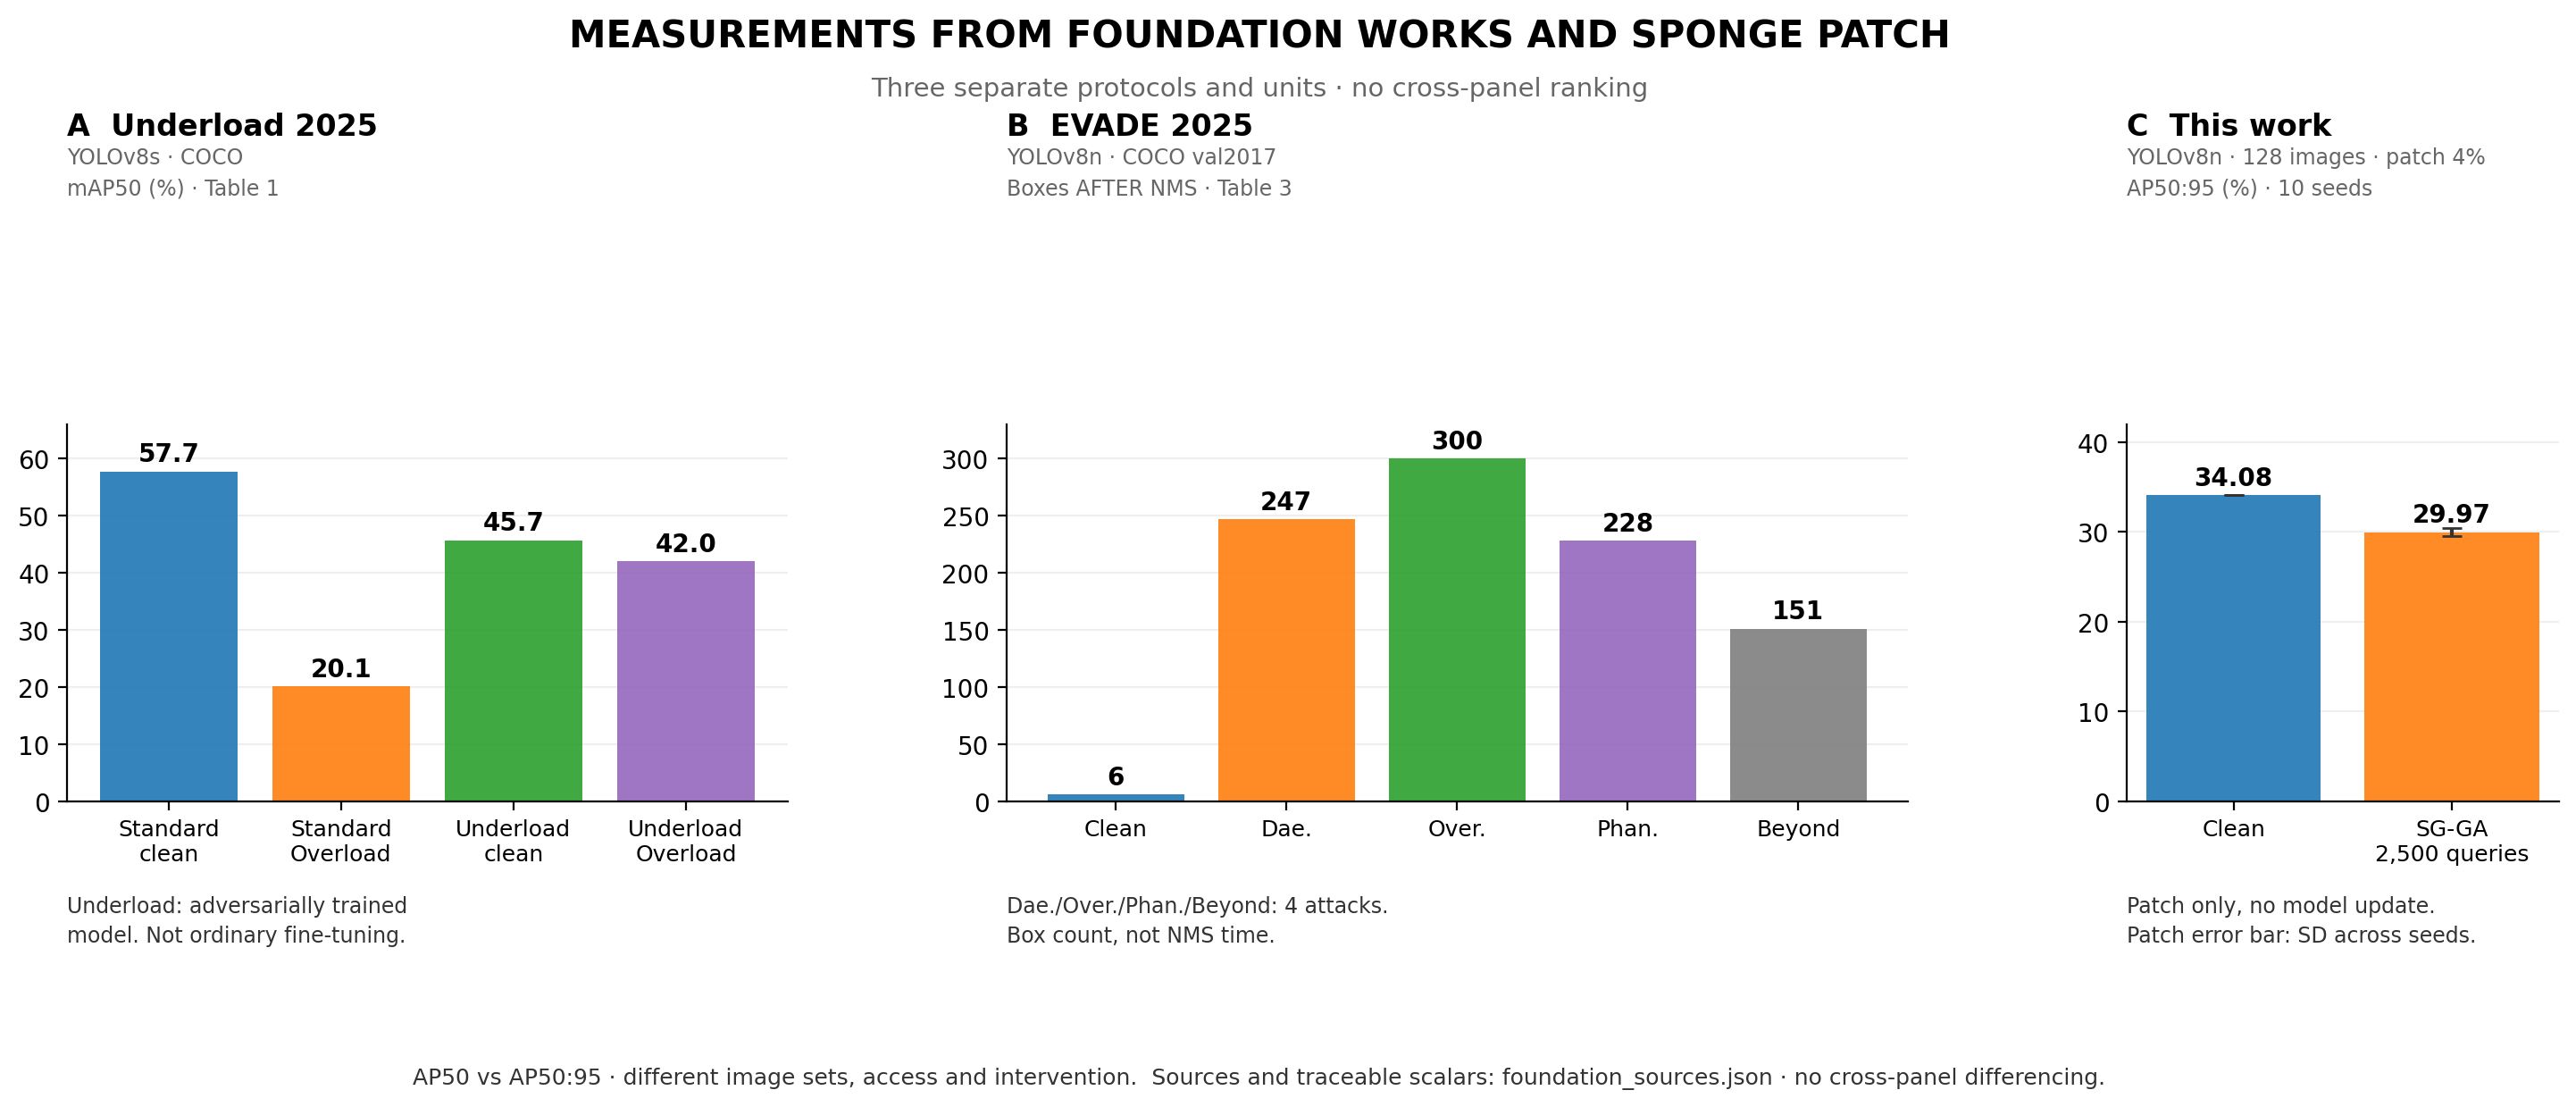 MEASUREMENTS FROM FOUNDATION WORKS AND SPONGE PATCH
Three separate protocols and units · no cross-panel ranking
A Underload 2025
YOLOv8s · COCO
mAP50 (%) · Table 1
60
50
40
30
20
10
0
57.7
20.1
45.7
42.0
Standard
clean
Standard
Overload
Underload
clean
Underload
Overload
Underload: adversarially trained
model. Not ordinary fine-tuning.
B EVADE 2025
YOLOv8n · COCO val2017
Boxes AFTER NMS · Table 3
300
250
200
150
100
50
0
6
247
300
228
151
Clean
Dae.
Over.
Phan.
Beyond
Dae./Over./Phan./Beyond: 4 attacks.
Box count, not NMS time.
C This work
YOLOv8n · 128 images · patch 4%
AP50:95 (%) · 10 seeds
40
30
20
10
0
34.08
29.97
Clean
SG-GA
2,500 queries
Patch only, no model update.
Patch error bar: SD across seeds.
AP50 vs AP50:95 · different image sets, access and intervention. Sources and traceable scalars: foundation_sources.json · no cross-panel differencing.